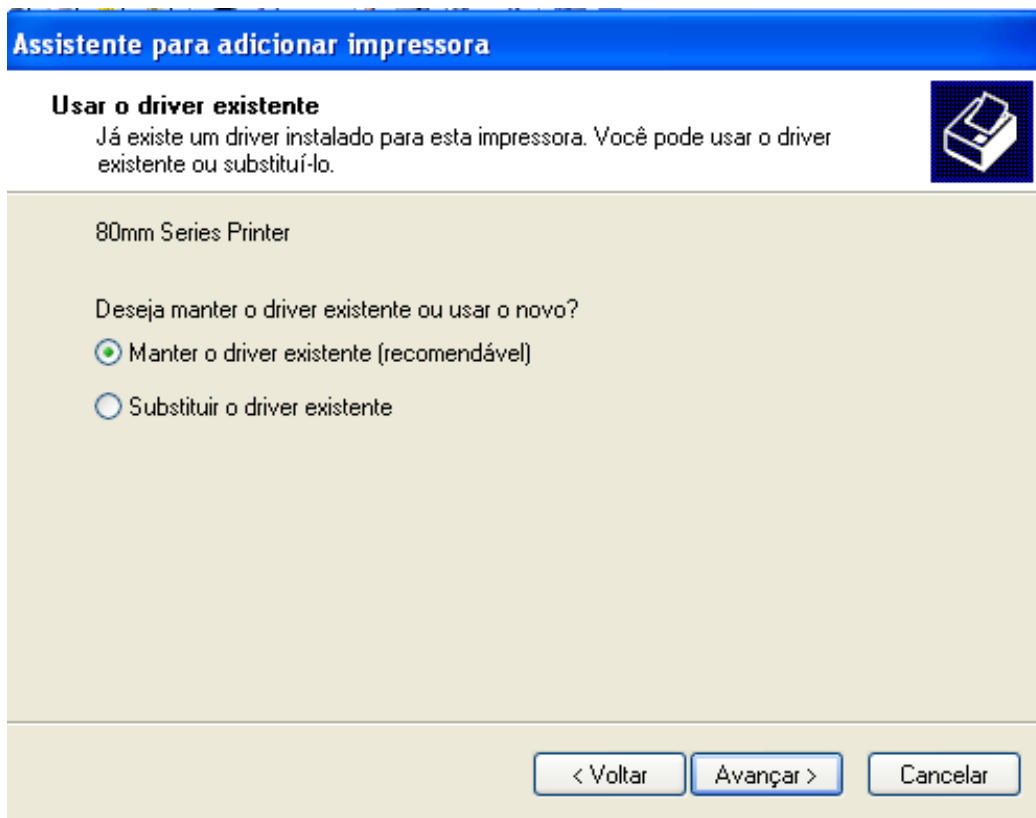 Assistente para adicionar impressora
Usar o driver existente
Já existe um driver instalado para esta impressora. Você pode usar o driver
existente ou substituí-lo.
80mm Series Printer
Deseja manter o driver existente ou usar o novo?
Manter o driver existente (recomendável)
Substituir o driver existente
< Voltar
Avançar >
Cancelar